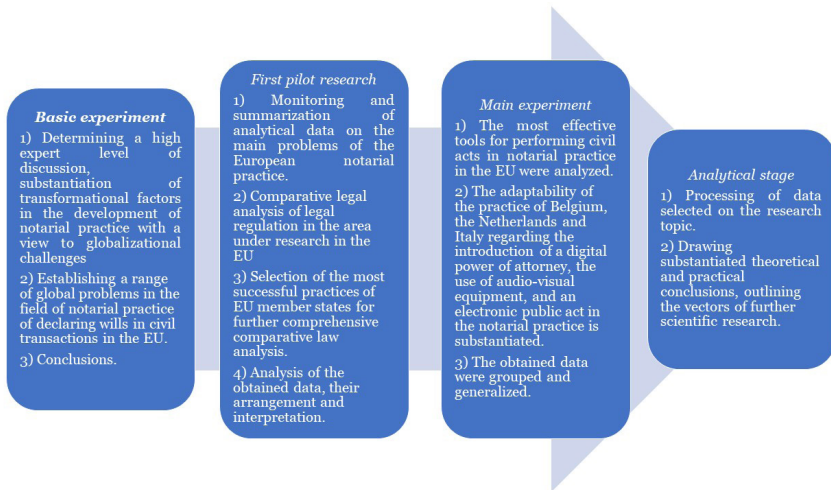 Basic experiment
1) Determining a high
expert level of
discussion,
substantiation of
transformational factors
in the development of
notarial practice with a
view to globalizational
challenges
2) Establishing a range
of global problems in the
field of notarial practice
of declaring wills in civil
transactions in the EU.
3) Conclusions.
First pilot research
1) Monitoring and
summarization of
analytical data on the
main problems of the
European notarial
practice.
2) Comparative legal
analysis of legal
regulation in the area
under research in the
EU
3) Selection of the most
successful practices of
EU member states for
further comprehensive
comparative law
analysis.
4) Analysis of the
obtained data, their
arrangement and
interpretation.
Main experiment
1) The most effective
tools for performing civil
acts in notarial practice
in the EU were analyzed.
2) The adaptability of
the practice of Belgium,
the Netherlands and
Italy regarding the
introduction of a digital
power of attorney, the
use of audio-visual
equipment, and an
electronic public act in
the notarial practice is
substantiated.
3) The obtained data
were grouped and
generalized.
Analytical stage
1) Processing of data
selected on the research
topic.
2) Drawing
substantiated theoretical
and practical
conclusions, outlining
the vectors of further
scientific research.